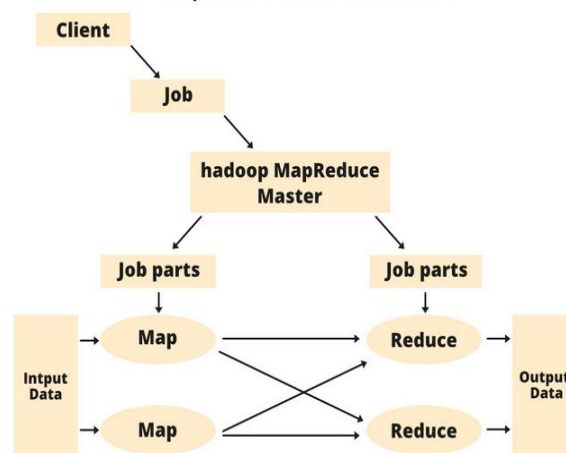 Client
Job
hadoop MapReduce
Master
Job parts
Job parts
Map
Reduce
Intput
Data
Output
Data
Map
Reduce